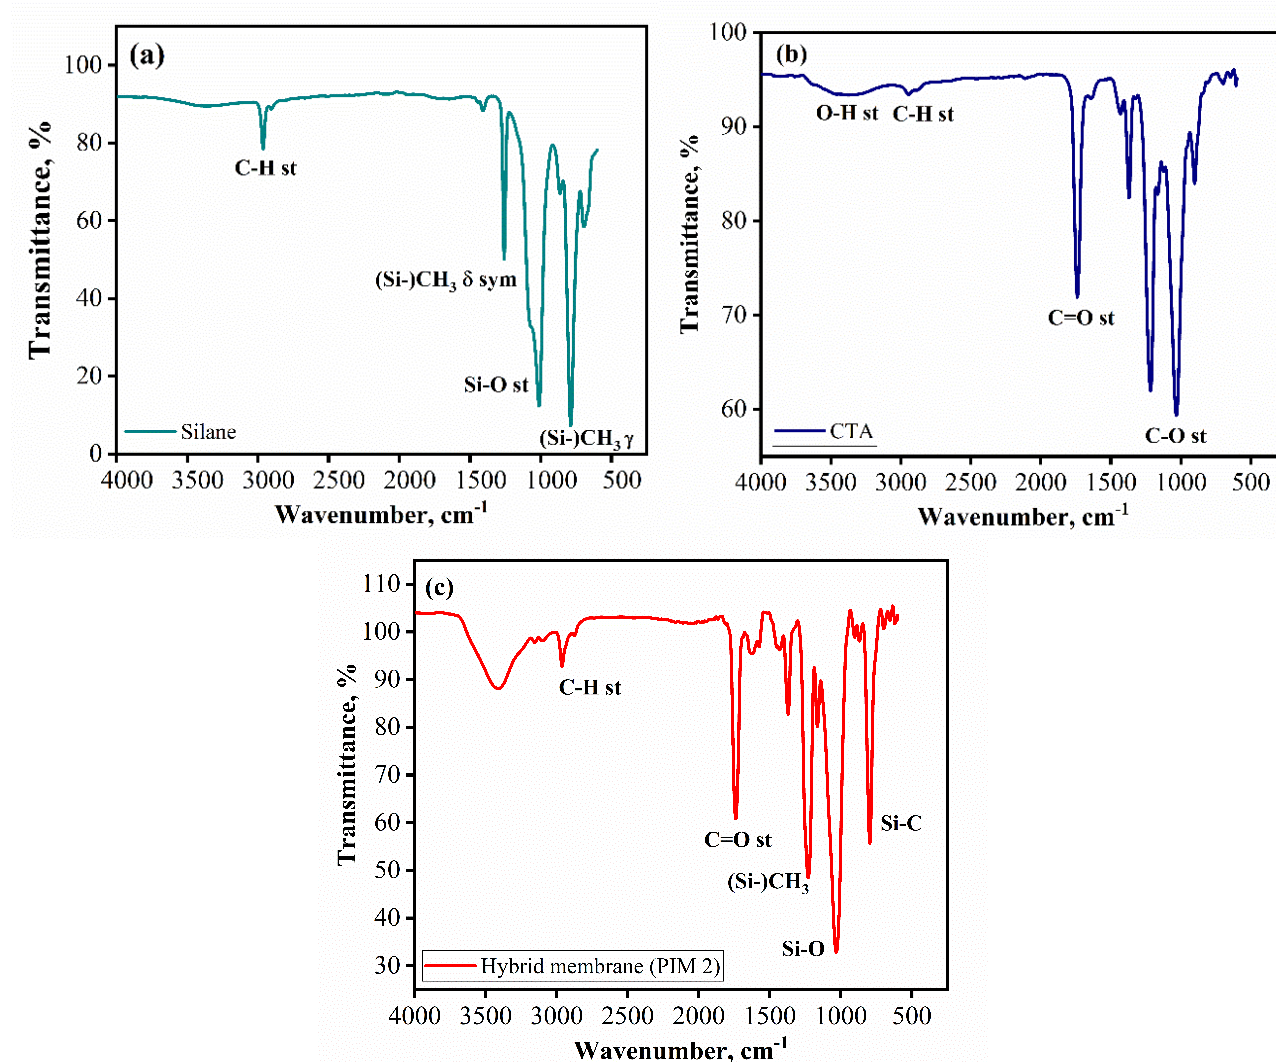 (a)
100
80
60
40
20
0
Transmittance, %
C-H st
(Si-)CH₃ δ sym
Si-O st
(Si-)CH₃ γ
Silane
4000 3500 3000 2500 2000 1500 1000 500
Wavenumber, cm⁻¹
(b)
100
90
80
70
60
Transmittance, %
O-H st C-H st
C=O st
C-O st
CTA
4000 3500 3000 2500 2000 1500 1000 500
Wavenumber, cm⁻¹
(c)
110
100
90
80
70
60
50
40
30
Transmittance, %
C-H st
C=O st
Si-C
(Si-)CH₃
Si-O
Hybrid membrane (PIM 2)
4000 3500 3000 2500 2000 1500 1000 500
Wavenumber, cm⁻¹